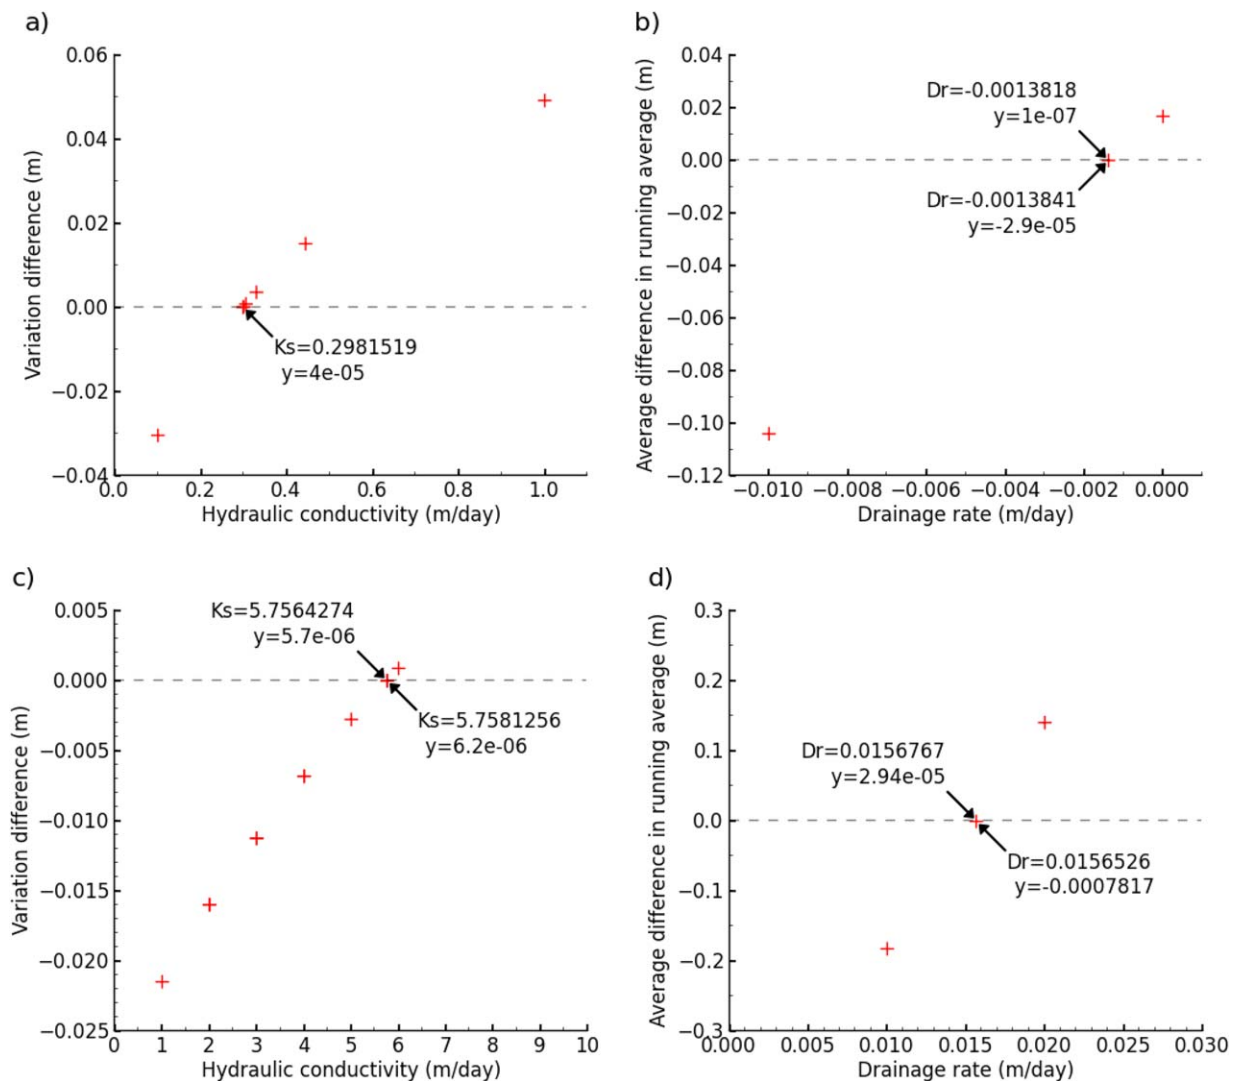 a)
0.06
0.04
0.02
0.00
−0.02
−0.04
Variation difference (m)
Ks=0.2981519
y=4e-05
0.0 0.2 0.4 0.6 0.8 1.0
Hydraulic conductivity (m/day)
b)
0.04
0.02
0.00
−0.02
−0.04
−0.06
−0.08
−0.10
−0.12
Average difference in running average (m)
Dr=-0.0013818
y=1e-07
Dr=-0.0013841
y=-2.9e-05
−0.010 −0.008 −0.006 −0.004 −0.002 0.000
Drainage rate (m/day)
c)
0.005
0.000
−0.005
−0.010
−0.015
−0.020
−0.025
Variation difference (m)
Ks=5.7564274
y=5.7e-06
Ks=5.7581256
y=6.2e-06
0 1 2 3 4 5 6 7 8 9 10
Hydraulic conductivity (m/day)
d)
0.3
0.2
0.1
0.0
−0.1
−0.2
−0.3
Average difference in running average (m)
Dr=0.0156767
y=2.94e-05
Dr=0.0156526
y=-0.0007817
0.000 0.005 0.010 0.015 0.020 0.025 0.030
Drainage rate (m/day)